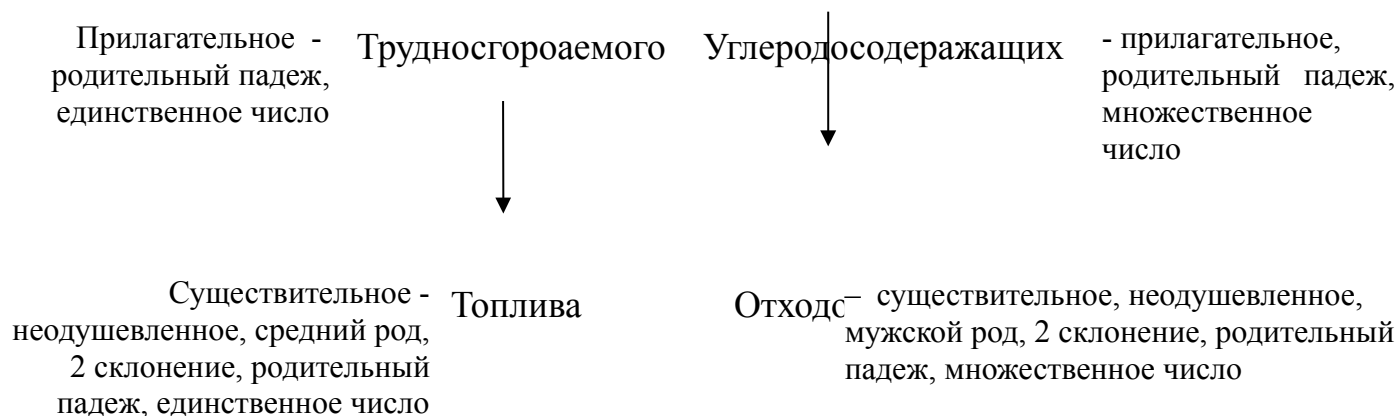 Прилагательное -
родительный падеж,
единственное число
Трудносгороаемого
Углеродосодеражащих
- прилагательное,
родительный падеж,
множественное
число
Существительное -
неодушевленное, средний род,
2 склонение, родительный
падеж, единственное число
Топлива
Отходо
– существительное, неодушевленное,
мужской род, 2 склонение, родительный
падеж, множественное число